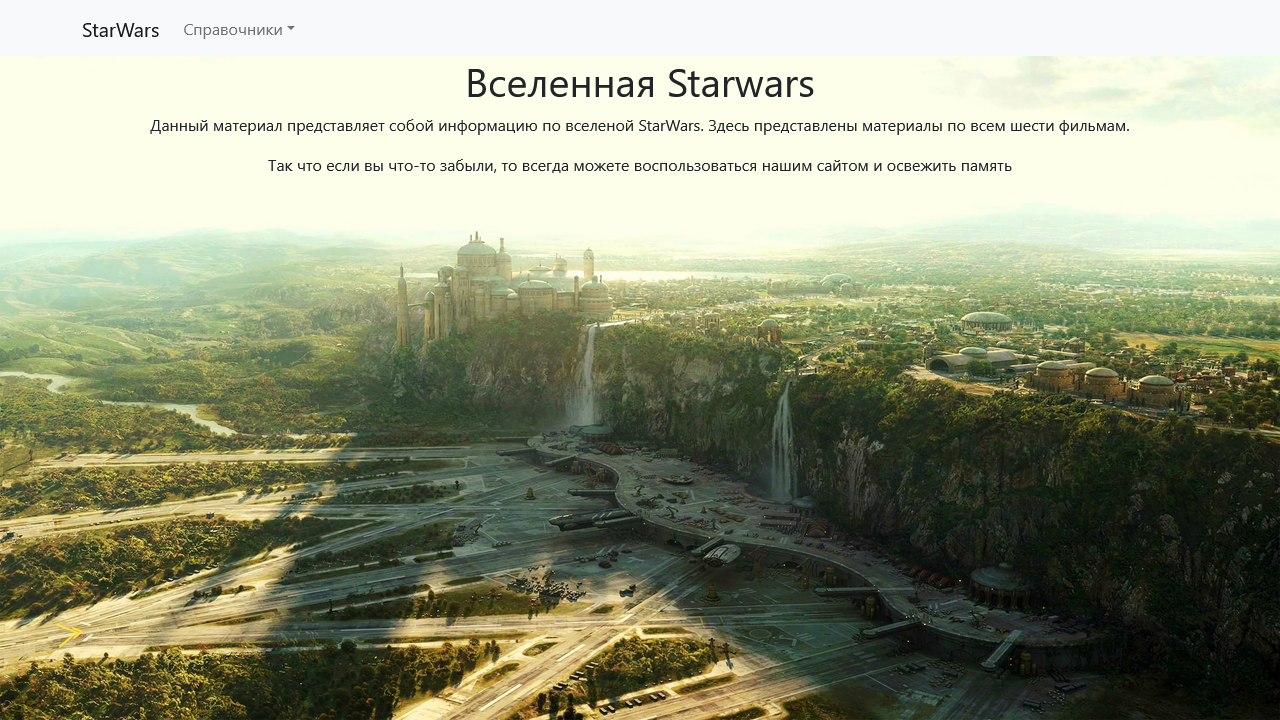 StarWars Справочники
Вселенная Starwars
Данный материал представляет собой информацию по вселеной StarWars. Здесь представлены материалы по всем шести фильмам.
Так что если вы что-то забыли, то всегда можете воспользоваться нашим сайтом и освежить память